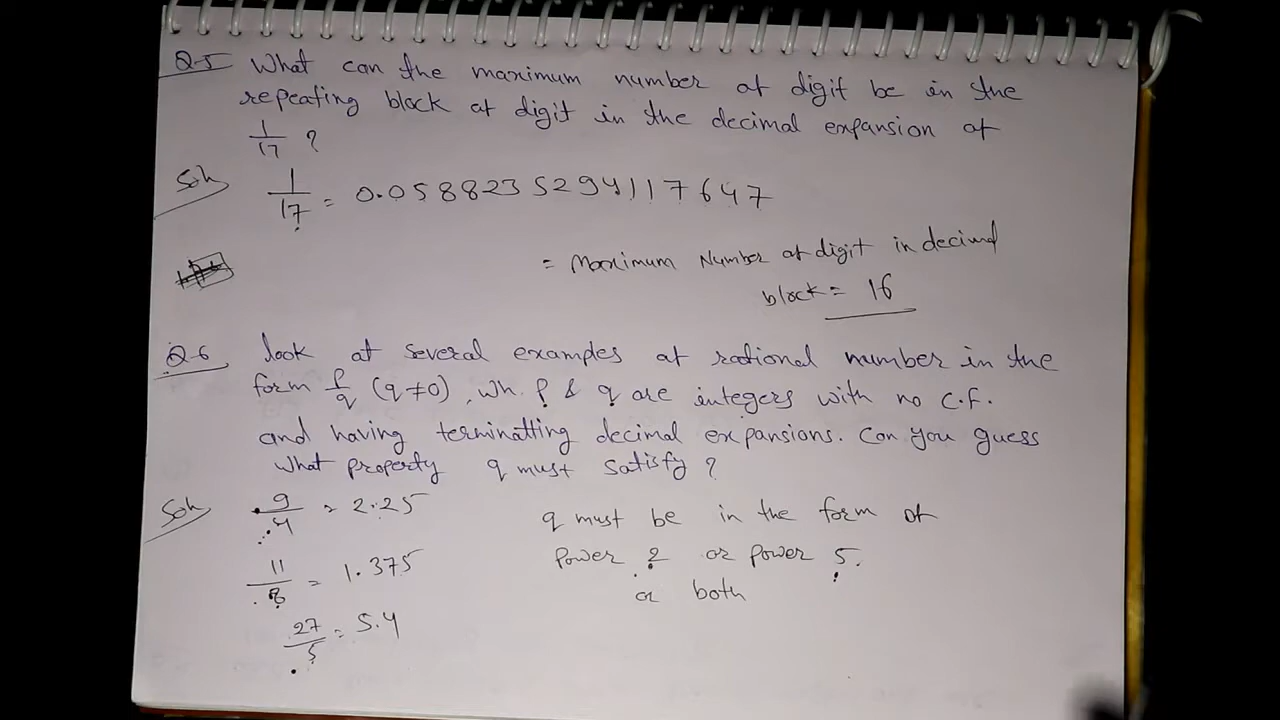 Q-5 What can the maximum number of digit be in the
repeating block of digit in the decimal expansion of
1/17 ?
Soln 1/17 = 0.0588235294117647
= Maximum Number of digit in decimal
block = 16
Q-6 look at several examples of rational number in the
form p/q (q≠0), wh. p & q are integers with no C.F.
and having terminatting decimal expansions. Can you guess
what property q must satisfy ?
Soln 9/4 = 2.25
q must be in the form of
11/8 = 1.375
power 2 or power 5.
or both
27/5 = 5.4